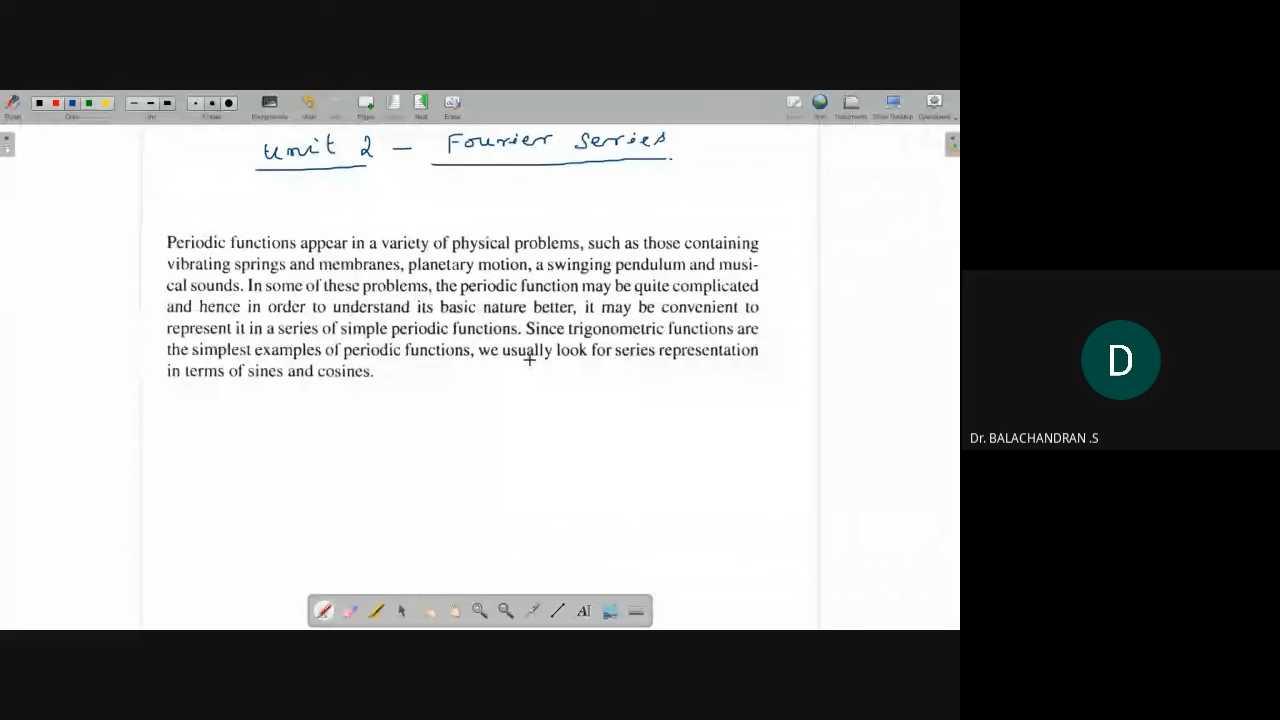 Unit 2 — Fourier Series.
Periodic functions appear in a variety of physical problems, such as those containing
vibrating springs and membranes, planetary motion, a swinging pendulum and musi-
cal sounds. In some of these problems, the periodic function may be quite complicated
and hence in order to understand its basic nature better, it may be convenient to
represent it in a series of simple periodic functions. Since trigonometric functions are
the simplest examples of periodic functions, we usually look for series representation
in terms of sines and cosines.
AI
D
Dr. BALACHANDRAN .S